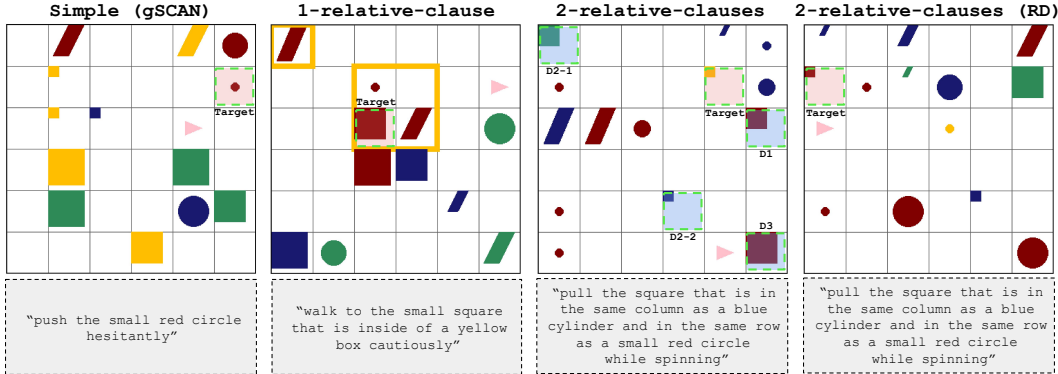 Simple (gSCAN)
1-relative-clause
2-relative-clauses
2-relative-clauses (RD)
Target
Target
D2-1
Target
D1
D2-2
D3
Target
“push the small red circle
hesitantly”
“walk to the small square
that is inside of a yellow
box cautiously”
“pull the square that is in
the same column as a blue
cylinder and in the same row
as a small red circle
while spinning”
“pull the square that is in
the same column as a blue
cylinder and in the same row
as a small red circle
while spinning”